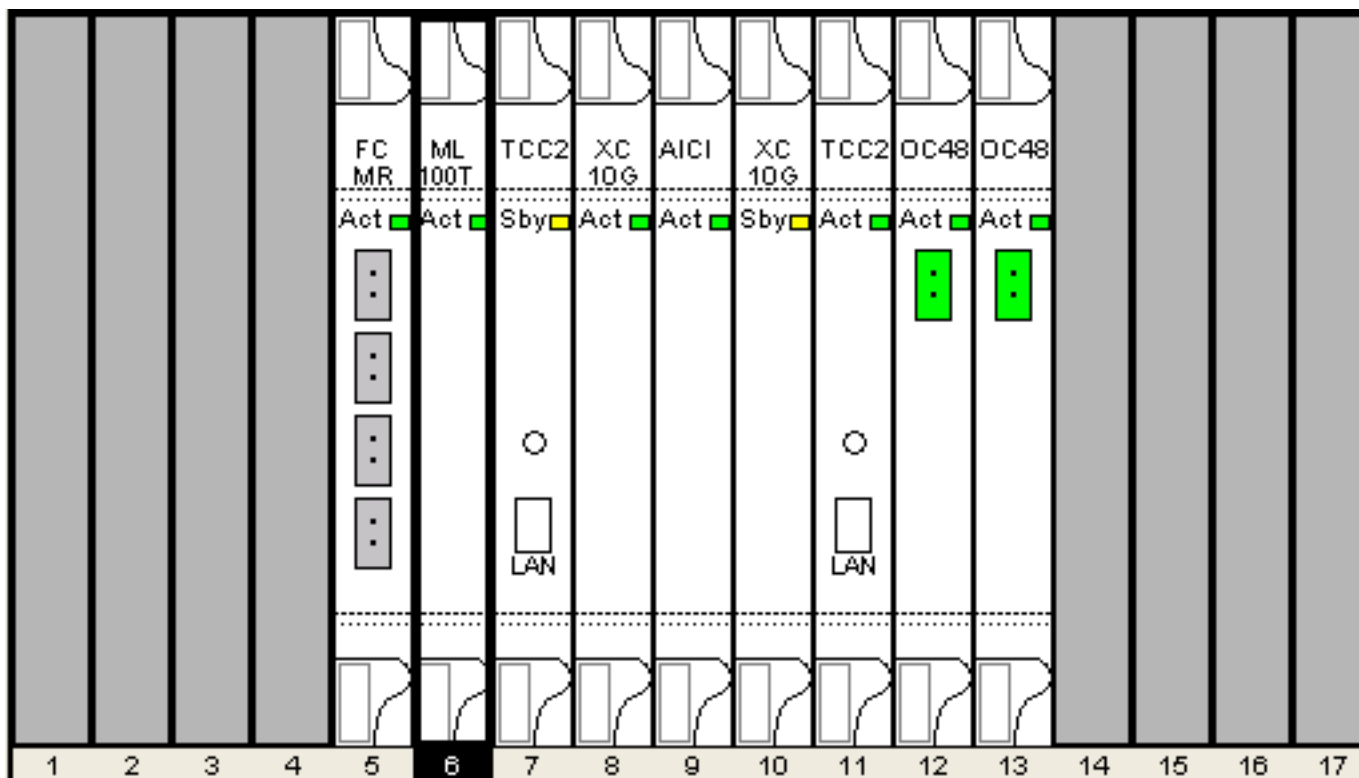 FC ML TCC2 XC AICI XC TCC2 OC48 OC48
MR 100T 10G 10G
Act Act Sby Act Act Sby Act Act Act
LAN LAN
1 2 3 4 5 6 7 8 9 10 11 12 13 14 15 16 17